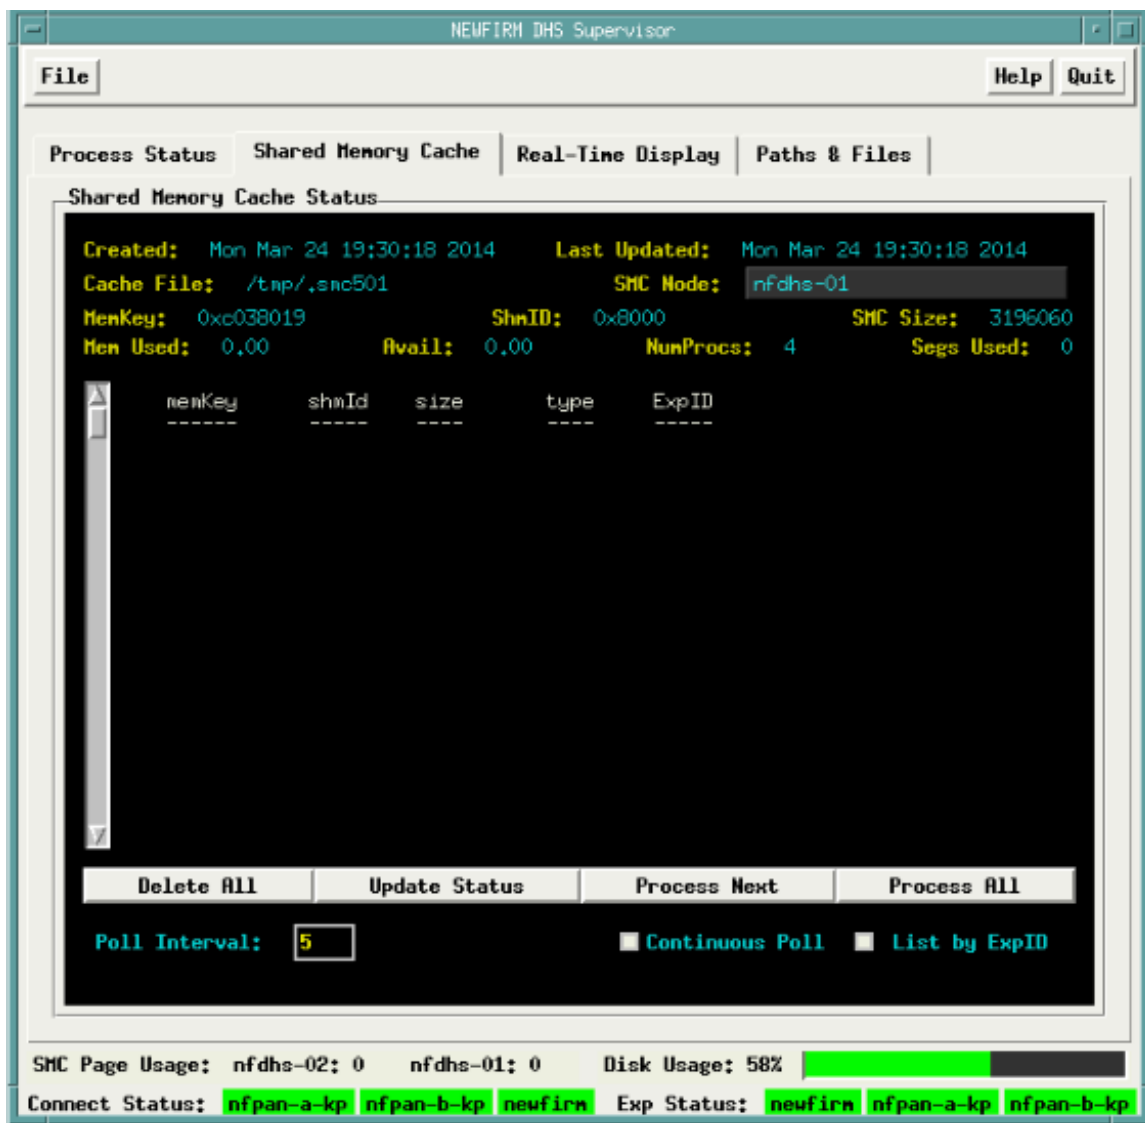 NEWFIRM DHS Supervisor
File Help Quit
Process Status Shared Memory Cache Real-Time Display Paths & Files
Shared Memory Cache Status
Created: Mon Mar 24 19:30:18 2014 Last Updated: Mon Mar 24 19:30:18 2014
Cache File: /tmp/.smc501 SMC Node: nfdhs-01
MemKey: 0xc038019 ShmID: 0x8000 SMC Size: 3196060
Mem Used: 0.00 Avail: 0.00 NumProcs: 4 Segs Used: 0
memKey shmId size type ExpID
------ ----- ---- ---- -----
Delete All Update Status Process Next Process All
Poll Interval: 5 Continuous Poll List by ExpID
SMC Page Usage: nfdhs-02: 0 nfdhs-01: 0 Disk Usage: 58%
Connect Status: nfpan-a-kp nfpan-b-kp newfirm Exp Status: newfirm nfpan-a-kp nfpan-b-kp